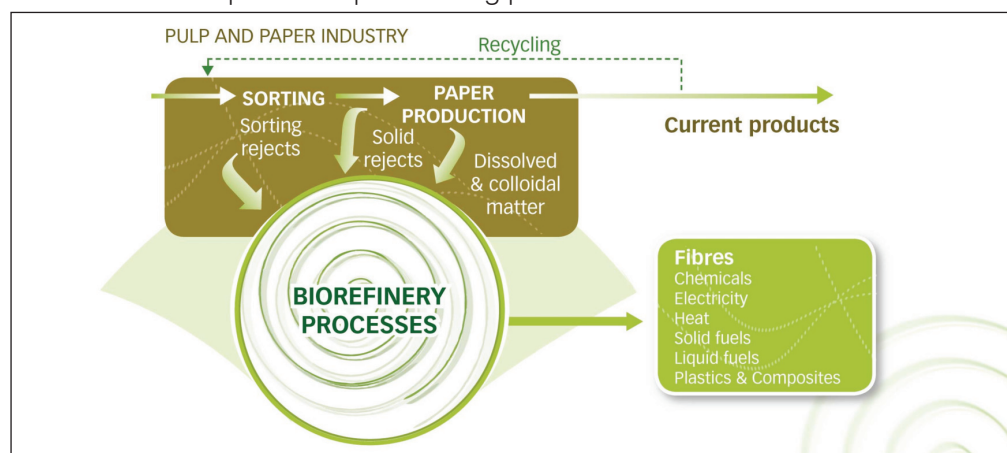 PULP AND PAPER INDUSTRY
Recycling
SORTING
PAPER
PRODUCTION
Current products
Sorting
rejects
Solid
rejects
Dissolved
& colloidal
matter
BIOREFINERY
PROCESSES
Fibres
Chemicals
Electricity
Heat
Solid fuels
Liquid fuels
Plastics & Composites